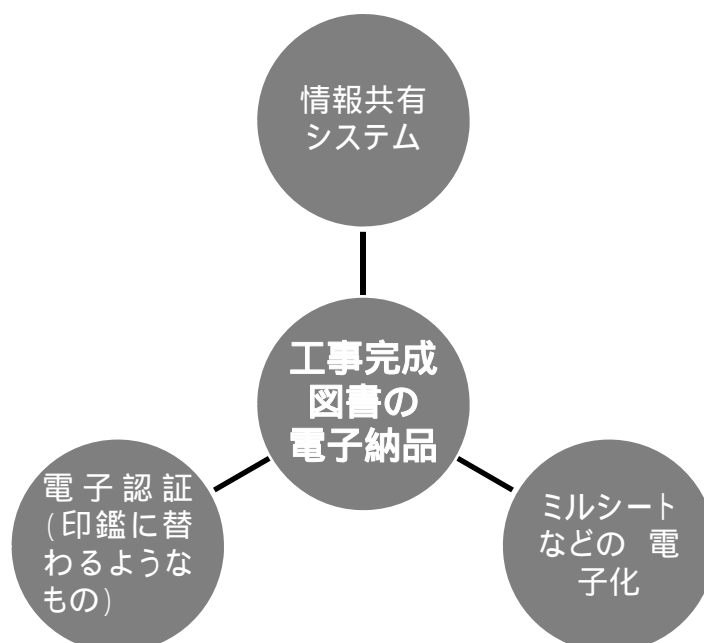 情報共有
システム
工事完成
図書の
電子納品
電子認証
(印鑑に替
わるような
もの)
ミルシート
などの 電
子化